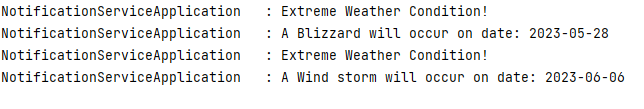 NotificationServiceApplication   : Extreme Weather Condition!
NotificationServiceApplication   : A Blizzard will occur on date: 2023-05-28
NotificationServiceApplication   : Extreme Weather Condition!
NotificationServiceApplication   : A Wind storm will occur on date: 2023-06-06